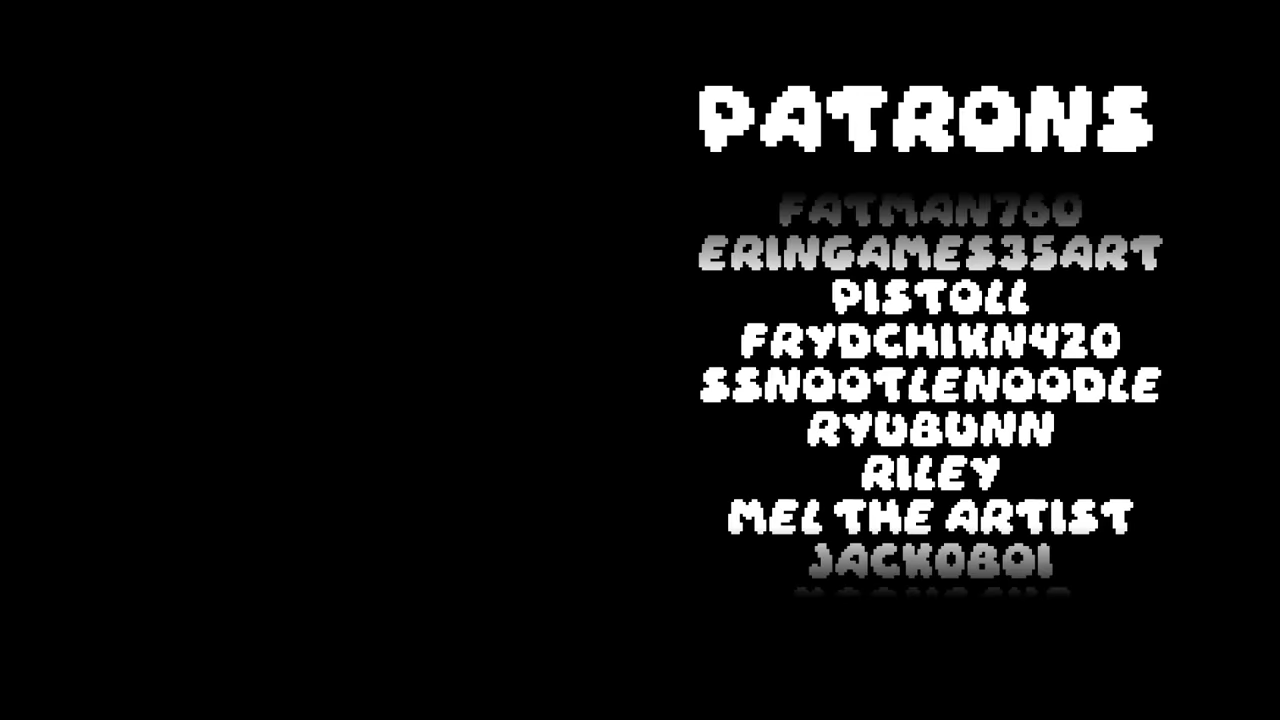 PATRONS
FATMAN760
ERINGAMES35ART
PISTOLL
FRYDCHIKN420
SSNOOTLENOODLE
RYUBUNN
RILEY
MEL THE ARTIST
JACKOBOI